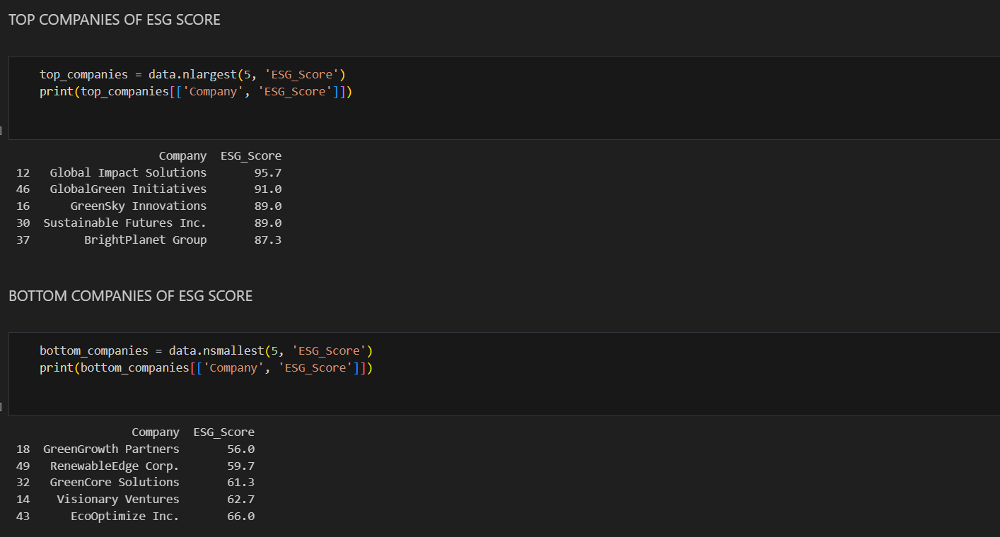 TOP COMPANIES OF ESG SCORE
top_companies = data.nlargest(5, 'ESG_Score')
print(top_companies[['Company', 'ESG_Score']])
]
Company ESG_Score
12 Global Impact Solutions 95.7
46 GlobalGreen Initiatives 91.0
16 GreenSky Innovations 89.0
30 Sustainable Futures Inc. 89.0
37 BrightPlanet Group 87.3
BOTTOM COMPANIES OF ESG SCORE
bottom_companies = data.nsmallest(5, 'ESG_Score')
print(bottom_companies[['Company', 'ESG_Score']])
]
Company ESG_Score
18 GreenGrowth Partners 56.0
49 RenewableEdge Corp. 59.7
32 GreenCore Solutions 61.3
14 Visionary Ventures 62.7
43 EcoOptimize Inc. 66.0